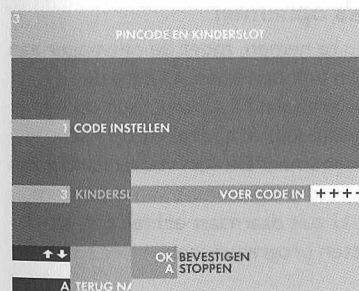 3
PINCODE EN KINDERSLOT
1 CODE INSTELLEN
3 KINDERSL
VOER CODE IN ++++
OK BEVESTIGEN
A STOPPEN
A TERUG NA